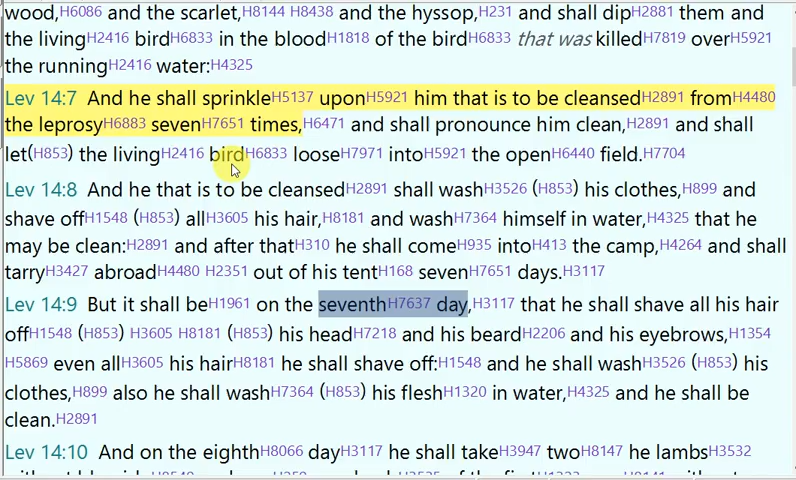 wood,H6086 and the scarlet,H8144 H8438 and the hyssop,H231 and shall dipH2881 them and
the livingH2416 birdH6833 in the bloodH1818 of the birdH6833 that was killedH7819 overH5921
the runningH2416 water:H4325
Lev 14:7 And he shall sprinkleH5137 uponH5921 him that is to be cleansedH2891 fromH4480
the leprosyH6883 sevenH7651 times,H6471 and shall pronounce him clean,H2891 and shall
let(H853) the livingH2416 birdH6833 looseH7971 intoH5921 the openH6440 field.H7704
Lev 14:8 And he that is to be cleansedH2891 shall washH3526 (H853) his clothes,H899 and
shave offH1548 (H853) allH3605 his hair,H8181 and washH7364 himself in water,H4325 that he
may be clean:H2891 and after thatH310 he shall comeH935 intoH413 the camp,H4264 and shall
tarryH3427 abroadH4480 H2351 out of his tentH168 sevenH7651 days.H3117
Lev 14:9 But it shall beH1961 on the seventhH7637 day,H3117 that he shall shave all his hair
offH1548 (H853) H3605 H8181 (H853) his headH7218 and his beardH2206 and his eyebrows,H1354
H5869 even allH3605 his hairH8181 he shall shave off:H1548 and he shall washH3526 (H853) his
clothes,H899 also he shall washH7364 (H853) his fleshH1320 in water,H4325 and he shall be
clean.H2891
Lev 14:10 And on the eighthH8066 dayH3117 he shall takeH3947 twoH8147 he lambsH3532